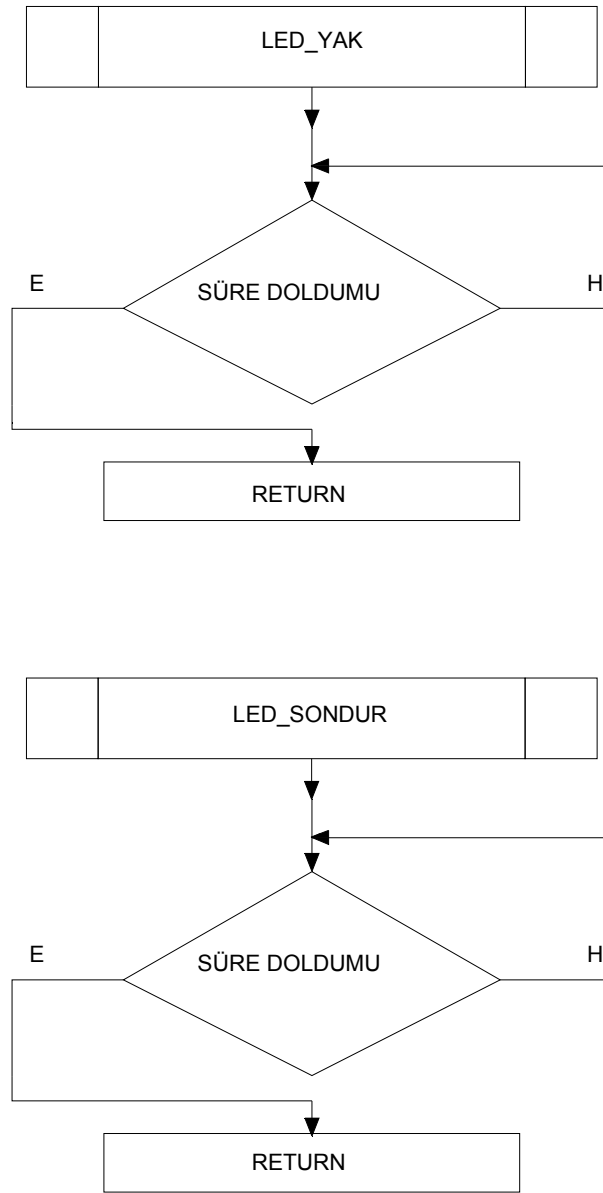 LED_YAK
E
SÜRE DOLDUMU
H
RETURN
LED_SONDUR
E
SÜRE DOLDUMU
H
RETURN